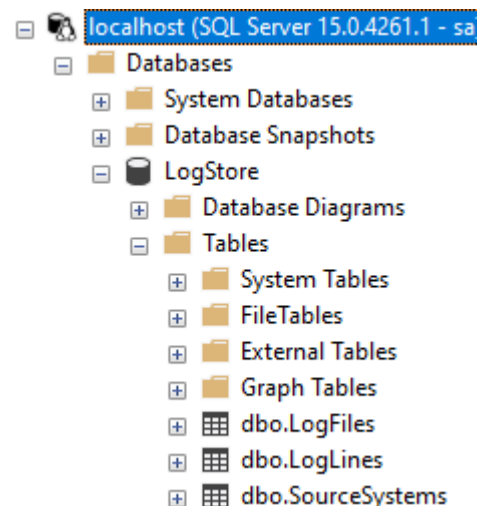 localhost (SQL Server 15.0.4261.1 - sa)
Databases
System Databases
Database Snapshots
LogStore
Database Diagrams
Tables
System Tables
FileTables
External Tables
Graph Tables
dbo.LogFiles
dbo.LogLines
dbo.SourceSystems